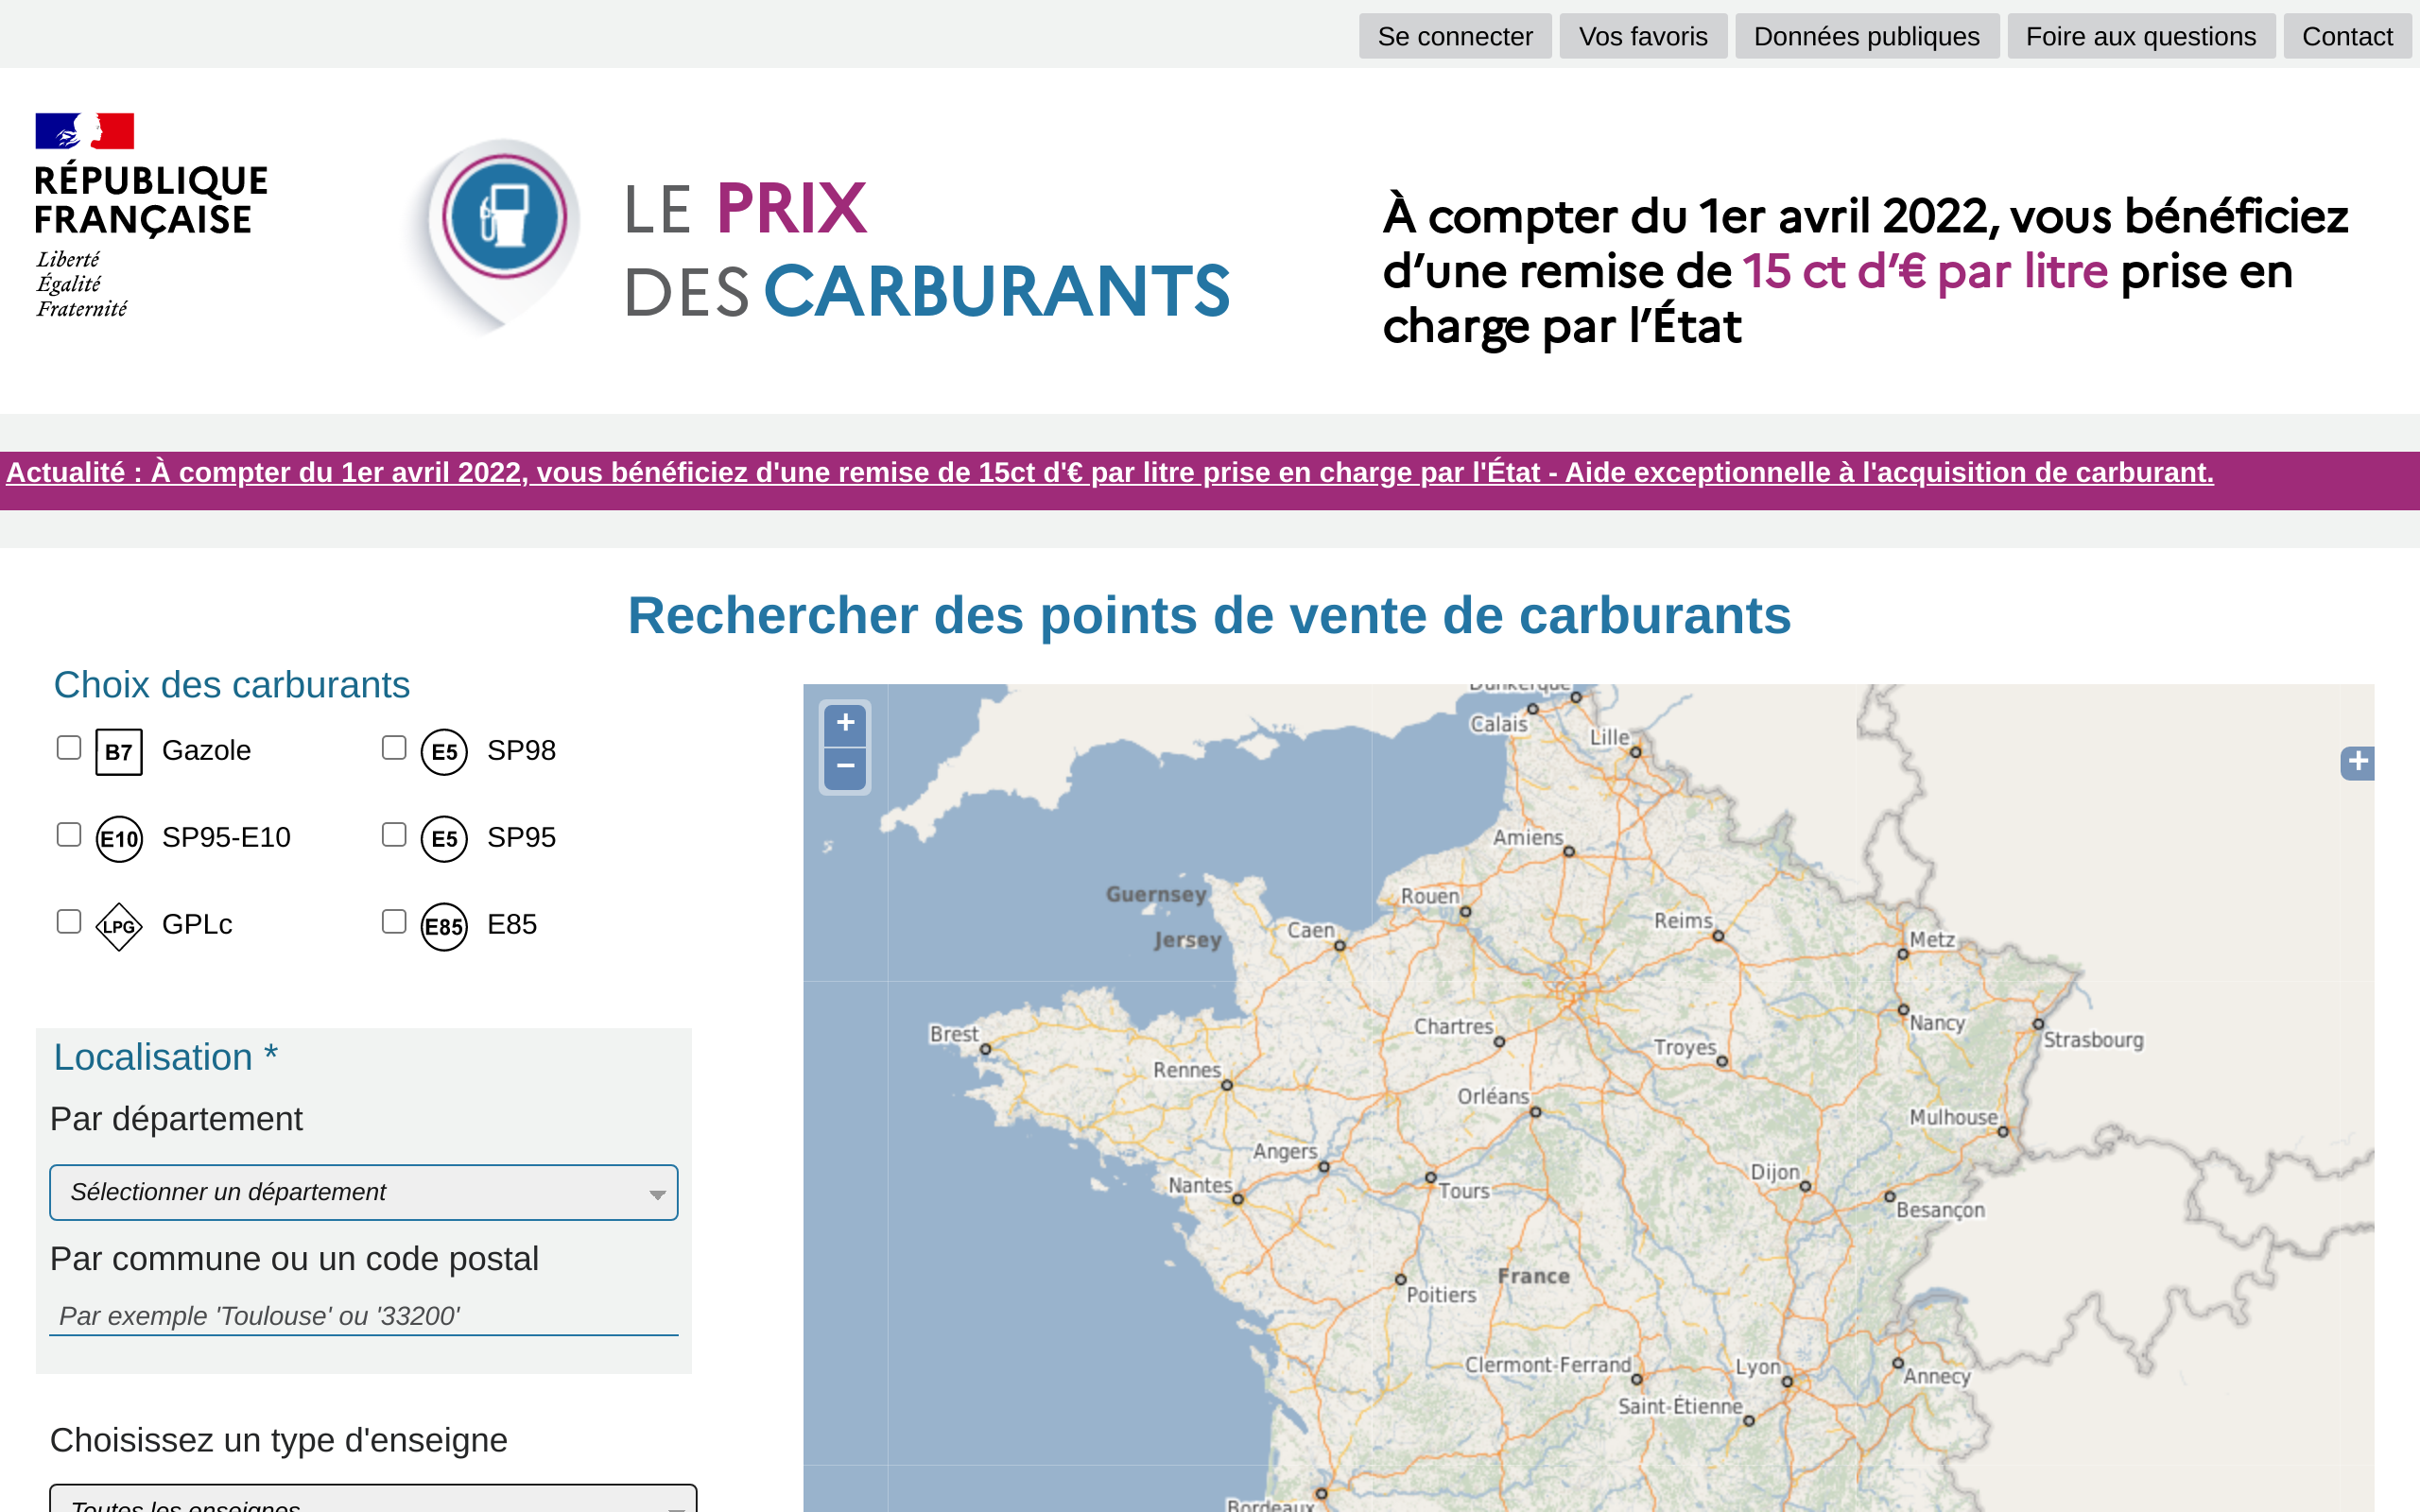 Se connecter
Vos favoris
Données publiques
Foire aux questions
Contact
RÉPUBLIQUE
FRANÇAISE
Liberté
Égalité
Fraternité
LE PRIX
DES CARBURANTS
À compter du 1er avril 2022, vous bénéficiez
d’une remise de 15 ct d’€ par litre prise en
charge par l’État
Actualité : À compter du 1er avril 2022, vous bénéficiez d'une remise de 15ct d'€ par litre prise en charge par l'État - Aide exceptionnelle à l'acquisition de carburant.
Rechercher des points de vente de carburants
Choix des carburants
B7 Gazole
E5 SP98
E10 SP95-E10
E5 SP95
LPG GPLc
E85 E85
Localisation *
Par département
Sélectionner un département
Par commune ou un code postal
Par exemple 'Toulouse' ou '33200'
Choisissez un type d'enseigne
Toutes les enseignes
+
−
+
Dunkerque
Calais
Lille
Amiens
Guernsey
Rouen
Reims
Jersey
Caen
Metz
Brest
Chartres
Nancy
Strasbourg
Rennes
Troyes
Orléans
Mulhouse
Angers
Nantes
Tours
Dijon
Besançon
France
Poitiers
Clermont-Ferrand
Lyon
Annecy
Saint-Étienne
Bordeaux